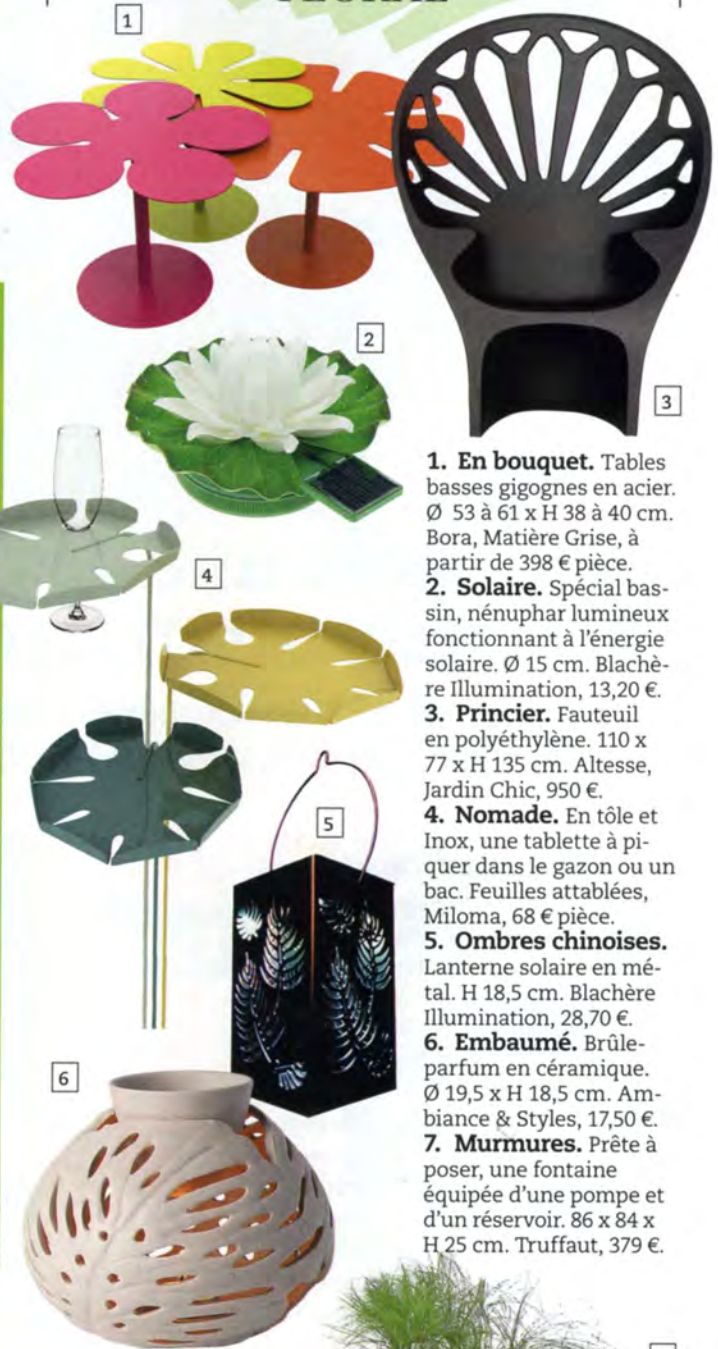 1
2
3
4
5
6
1. En bouquet. Tables
basses gigognes en acier.
Ø 53 à 61 x H 38 à 40 cm.
Bora, Matière Grise, à
partir de 398 € pièce.
2. Solaire. Spécial bas-
sin, nénuphar lumineux
fonctionnant à l'énergie
solaire. Ø 15 cm. Blachè-
re Illumination, 13,20 €.
3. Princier. Fauteuil
en polyéthylène. 110 x
77 x H 135 cm. Altesse,
Jardin Chic, 950 €.
4. Nomade. En tôle et
Inox, une tablette à pi-
quer dans le gazon ou un
bac. Feuilles attablées,
Miloma, 68 € pièce.
5. Ombres chinoises.
Lanterne solaire en mé-
tal. H 18,5 cm. Blachère
Illumination, 28,70 €.
6. Embaumé. Brûle-
parfum en céramique.
Ø 19,5 x H 18,5 cm. Am-
biance & Styles, 17,50 €.
7. Murmures. Prête à
poser, une fontaine
équipée d'une pompe et
d'un réservoir. 86 x 84 x
H 25 cm. Truffaut, 379 €.